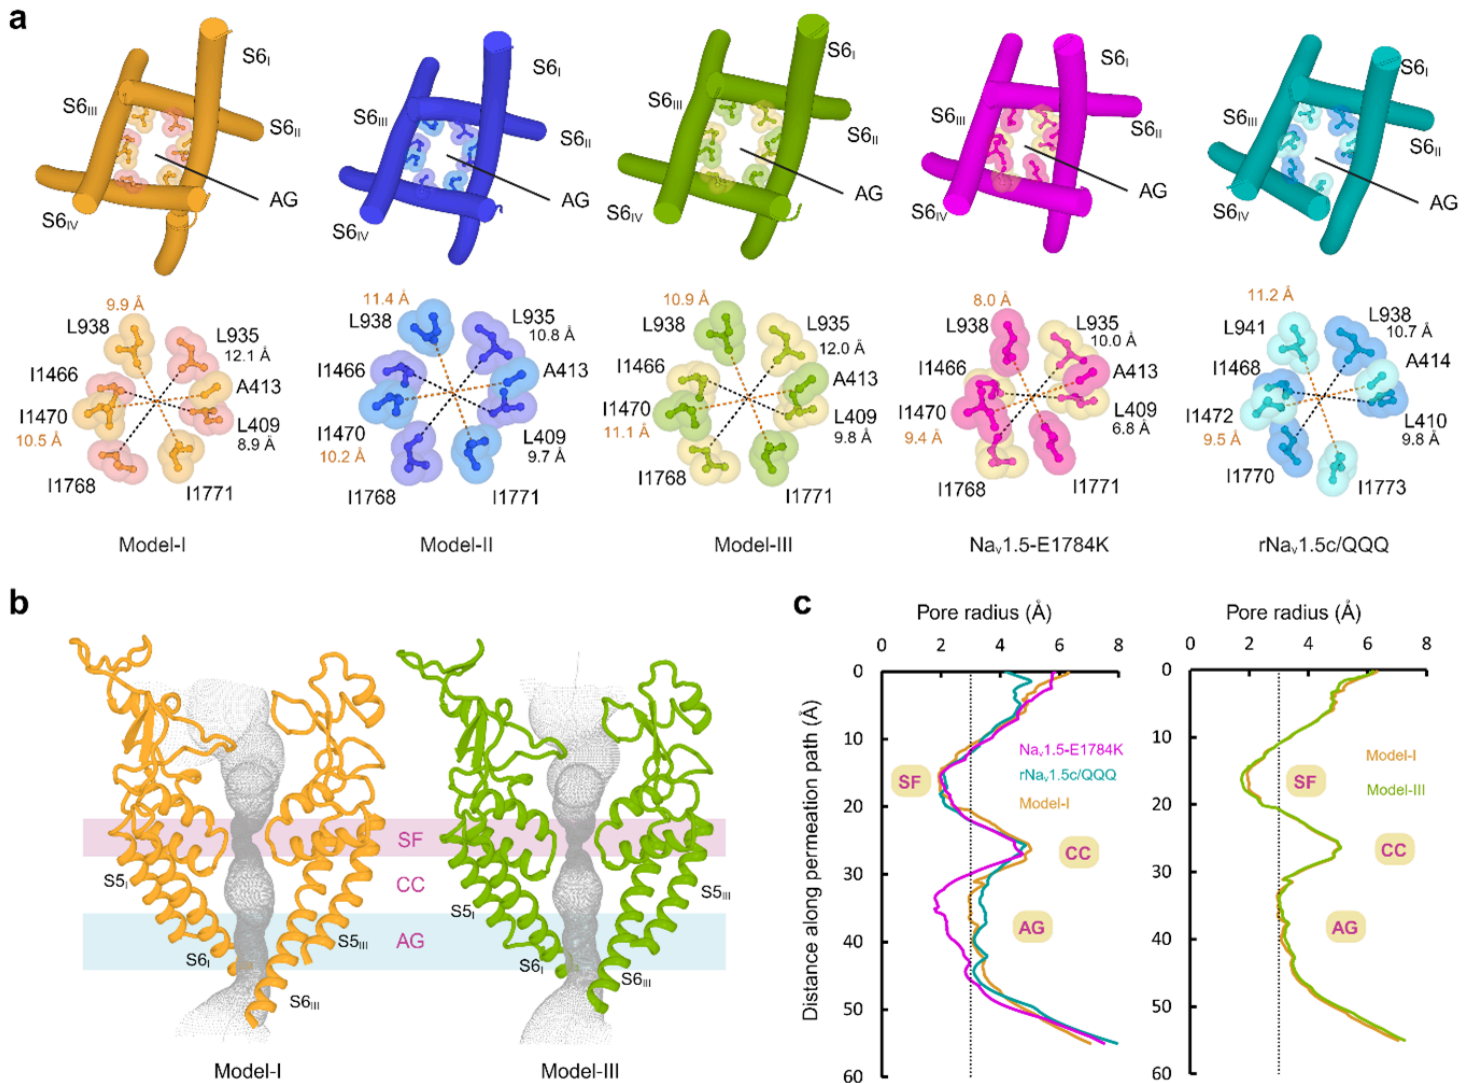 a
S6I
S6III
S6II
AG
S6IV
S6I
S6III
S6II
AG
S6IV
S6I
S6III
S6II
AG
S6IV
S6I
S6III
S6II
AG
S6IV
S6I
S6III
S6II
AG
S6IV
9.9 Å
L938
L935
12.1 Å
I1466
A413
I1470
10.5 Å
L409
8.9 Å
I1768
I1771
Model-I
11.4 Å
L938
L935
10.8 Å
I1466
A413
I1470
10.2 Å
L409
9.7 Å
I1768
I1771
Model-II
10.9 Å
L938
L935
12.0 Å
I1466
A413
I1470
11.1 Å
L409
9.8 Å
I1768
I1771
Model-III
8.0 Å
L938
L935
10.0 Å
I1466
A413
I1470
9.4 Å
L409
6.8 Å
I1768
I1771
Nav1.5-E1784K
11.2 Å
L941
L938
10.7 Å
I1468
A414
I1472
9.5 Å
L410
9.8 Å
I1770
I1773
rNav1.5c/QQQ
b
SF
CC
AG
S5I
S5III
S6I
S6III
Model-I
S5I
S5III
S6I
S6III
Model-III
c
Pore radius (Å)
0 2 4 6 8
Distance along permeation path (Å)
0
10
20
30
40
50
60
Nav1.5-E1784K
rNav1.5c/QQQ
Model-I
SF
CC
AG
Pore radius (Å)
0 2 4 6 8
0
10
20
30
40
50
60
Model-I
Model-III
SF
CC
AG